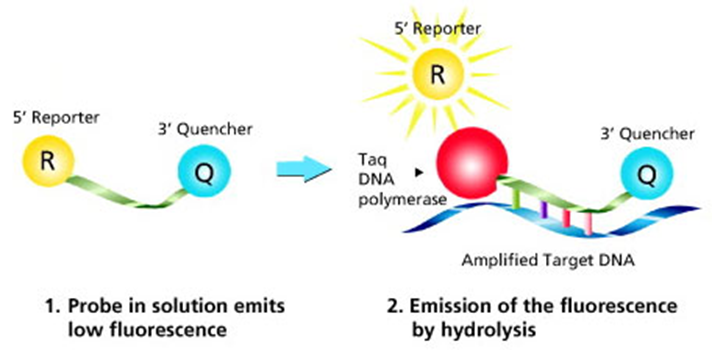 5' Reporter
R
3' Quencher
Q
1. Probe in solution emits
low fluorescence
5' Reporter
R
Taq
DNA
polymerase
3' Quencher
Q
Amplified Target DNA
2. Emission of the fluorescence
by hydrolysis